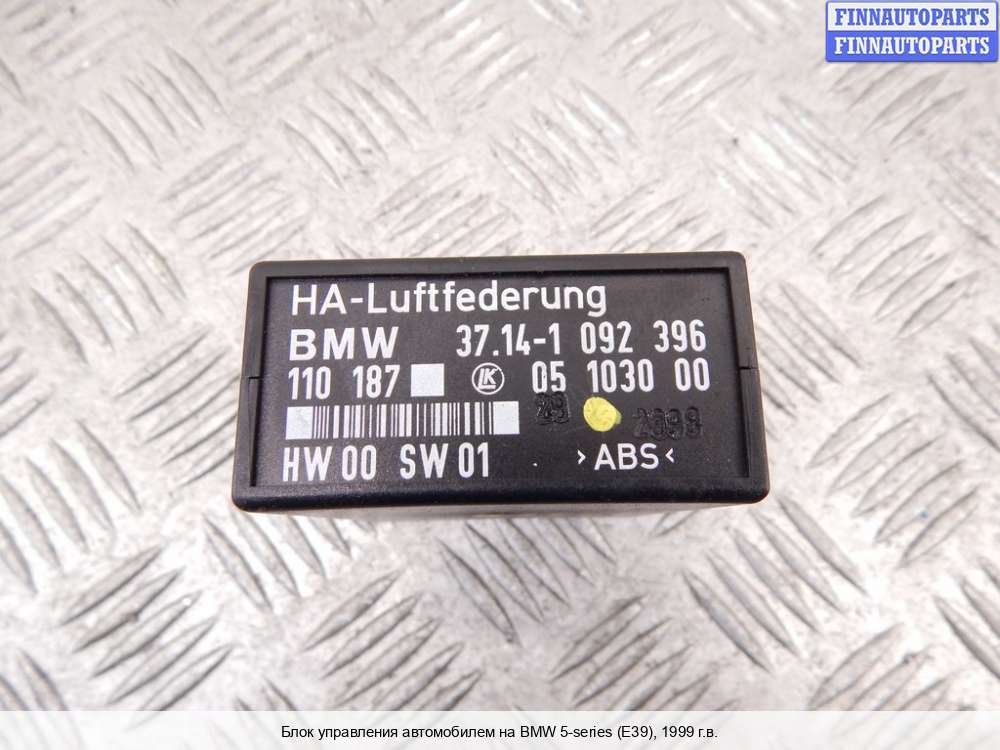 FINNAUTOPARTS
FINNAUTOPARTS
HA-Luftfederung
BMW 37.14-1 092 396
110 187 LK 05 1030 00
HW 00 SW 01 >ABS<
Блок управления автомобилем на BMW 5-series (E39), 1999 г.в.